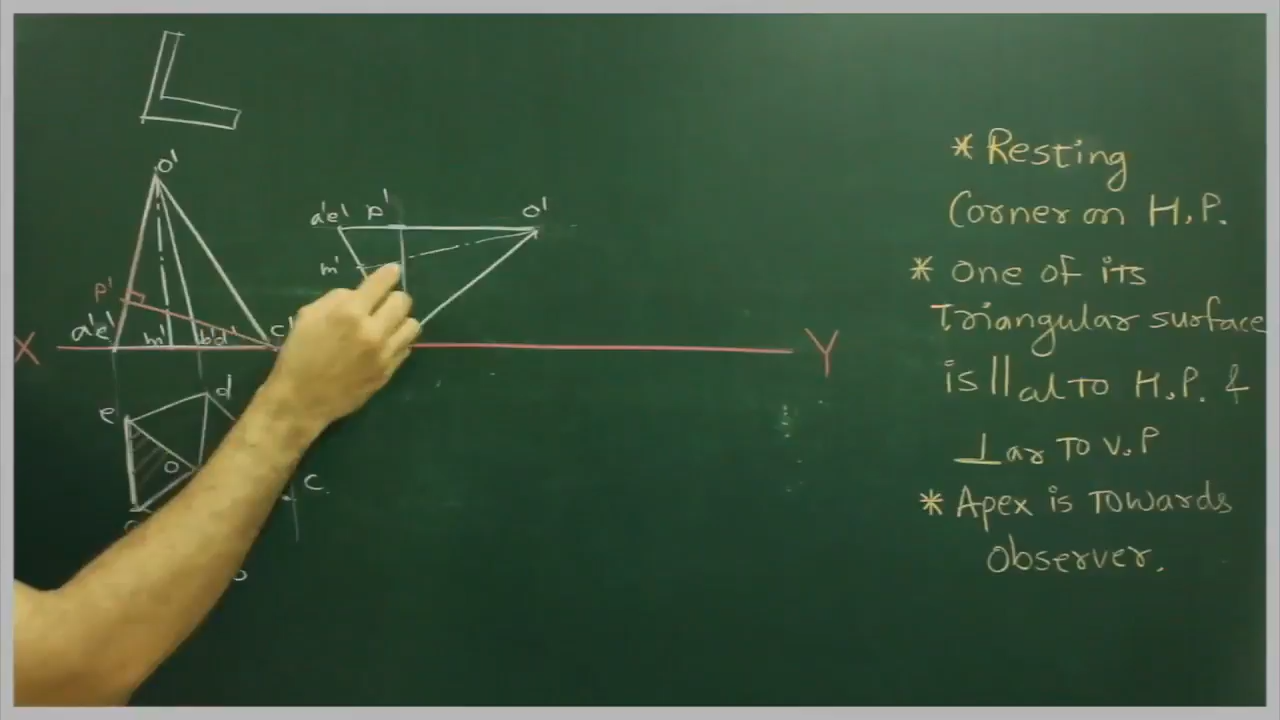 o'
p'
a'e'
m'
b'd'
c'
a'e'
p'
o'
m'
X
Y
e
d
o
c
* Resting
Corner on H.P.
* One of its
Triangular surface
is || al To H.P. &
⊥ ar To V.P
* Apex is Towards
Observer.